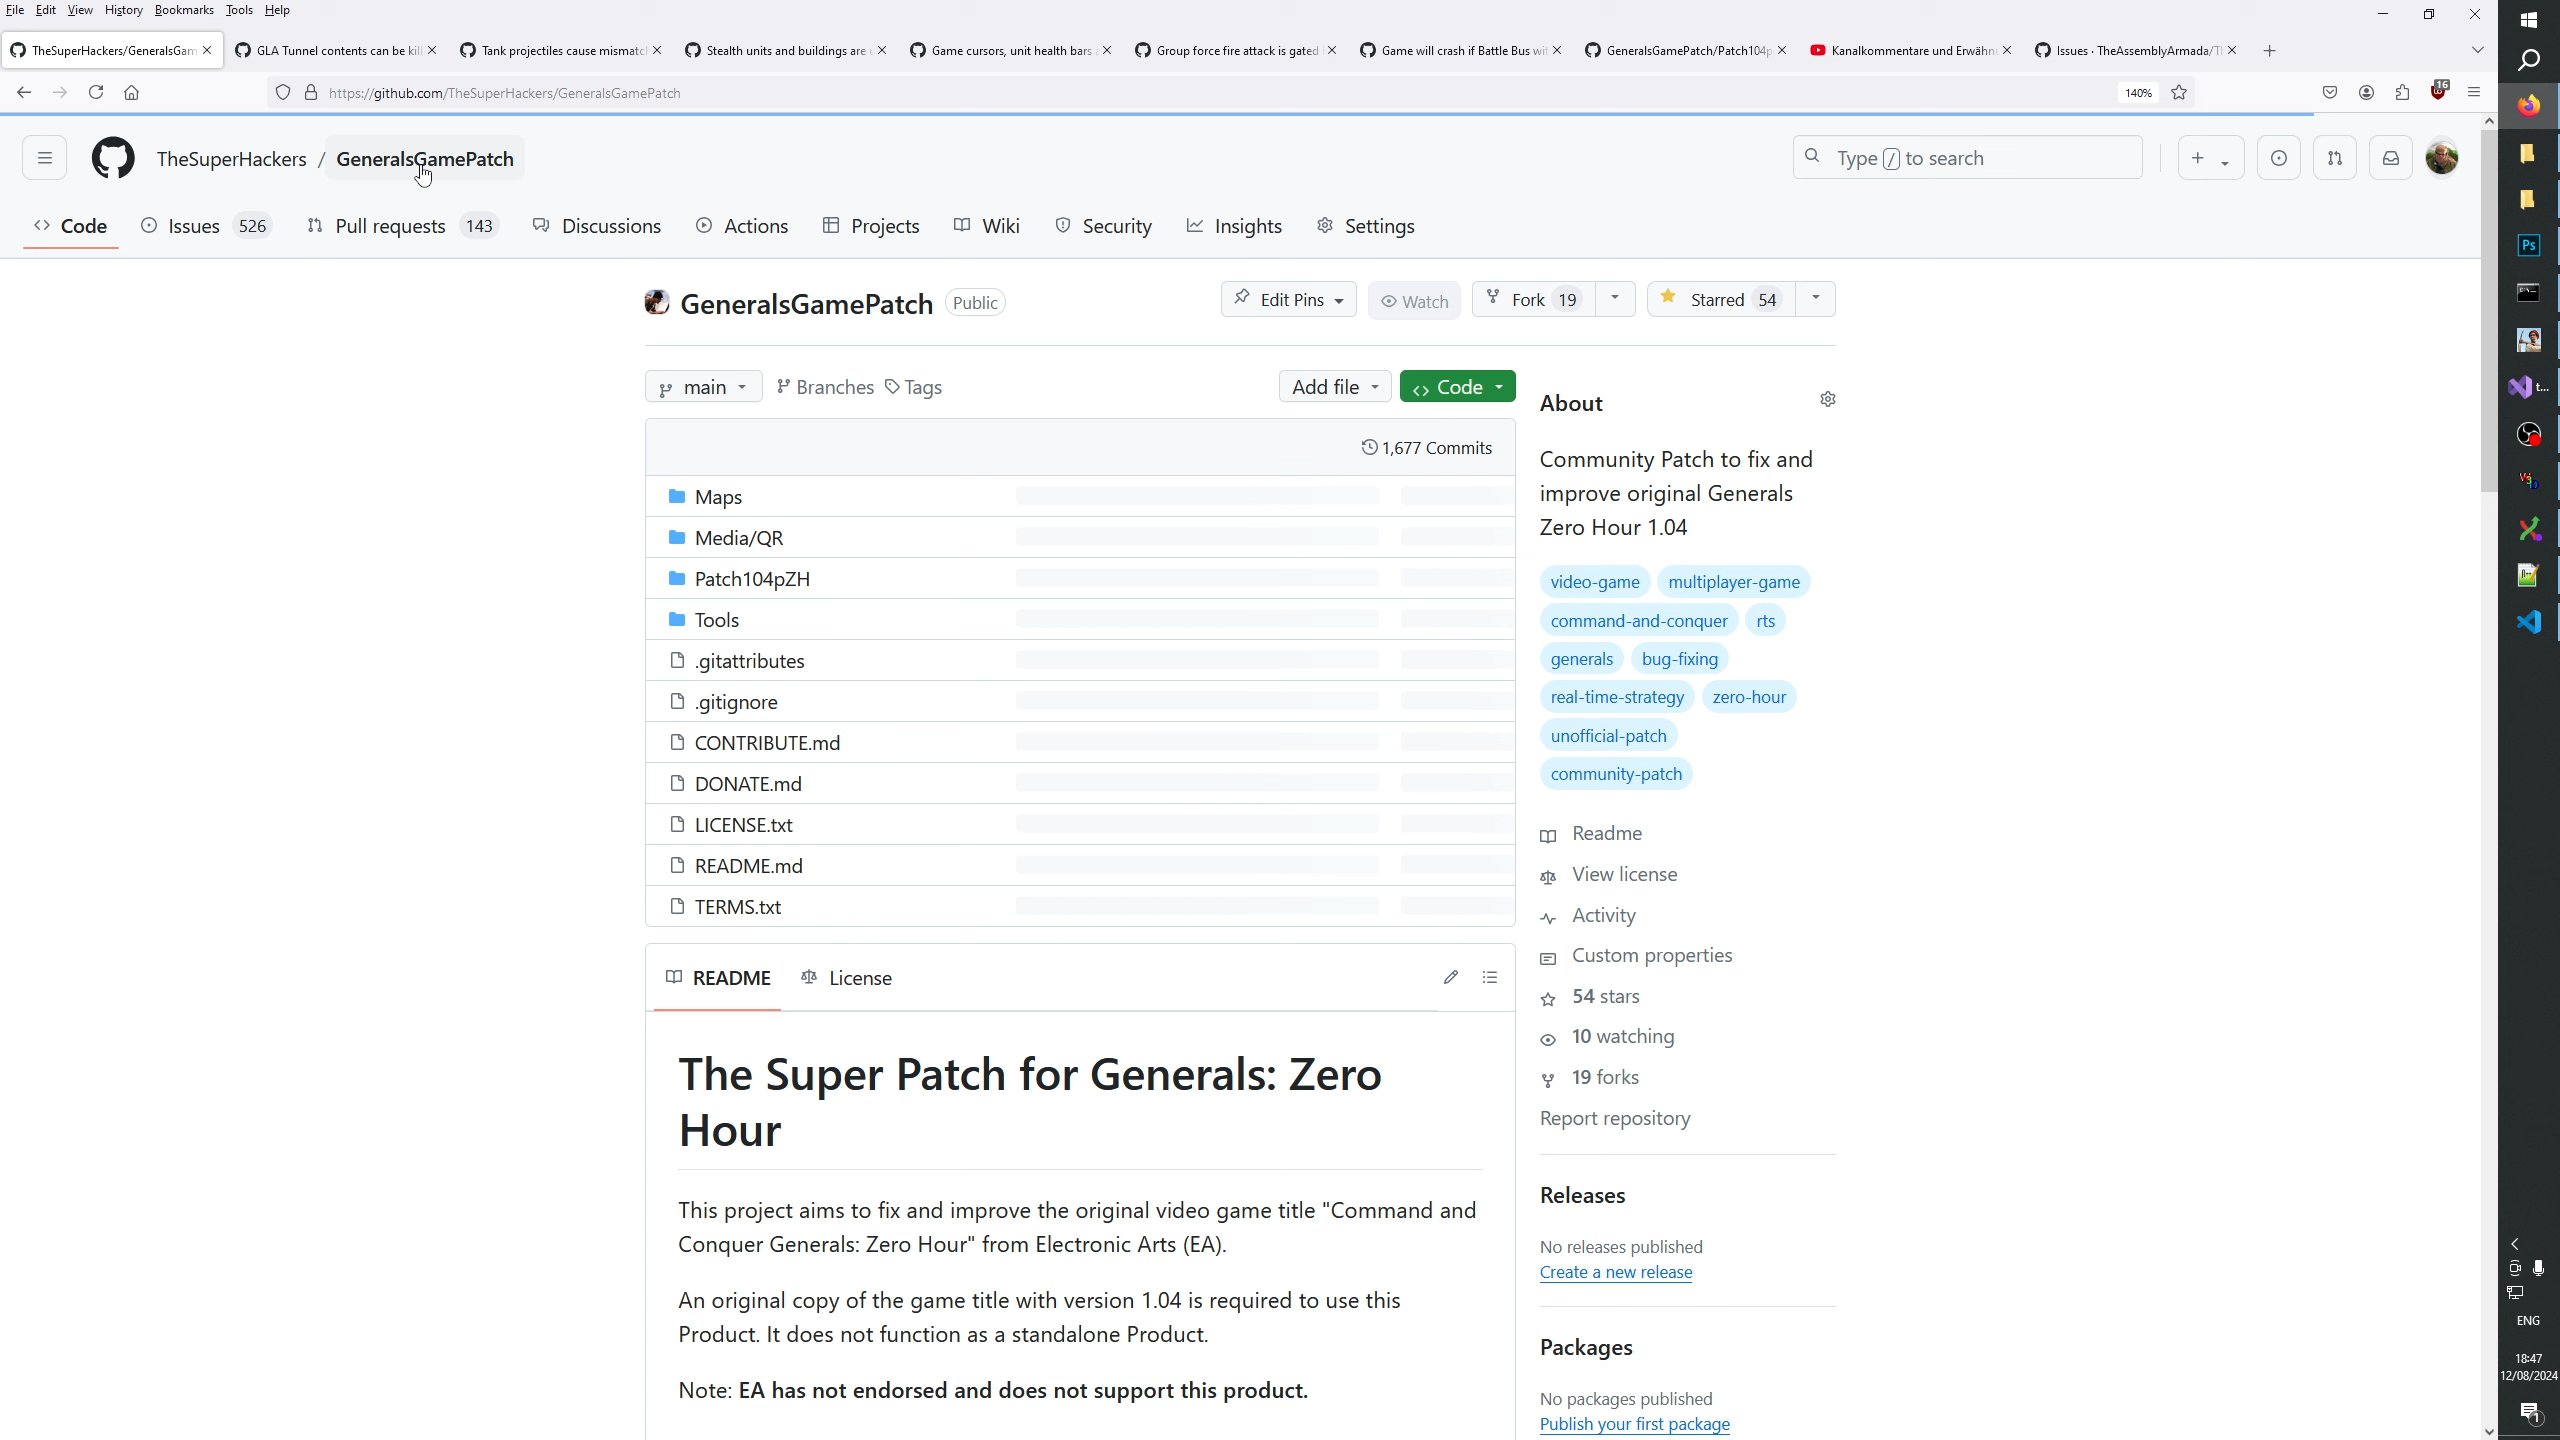 File Edit View History Bookmarks Tools Help
TheSuperHackers/GeneralsGam
GLA Tunnel contents can be kill
Tank projectiles cause mismatch
Stealth units and buildings are
Game cursors, unit health bars
Group force fire attack is gated
Game will crash if Battle Bus
GeneralsGamePatch/Patch104p
Kanalkommentare und Erwähn
Issues · TheAssemblyArmada/
https://github.com/TheSuperHackers/GeneralsGamePatch
140%
16
TheSuperHackers / GeneralsGamePatch
Type / to search
Code
Issues 526
Pull requests 143
Discussions
Actions
Projects
Wiki
Security
Insights
Settings
GeneralsGamePatch Public
Edit Pins
Watch
Fork 19
Starred 54
main
Branches
Tags
Add file
Code
1,677 Commits
Maps
Media/QR
Patch104pZH
Tools
.gitattributes
.gitignore
CONTRIBUTE.md
DONATE.md
LICENSE.txt
README.md
TERMS.txt
README
License
The Super Patch for Generals: Zero
Hour
This project aims to fix and improve the original video game title "Command and
Conquer Generals: Zero Hour" from Electronic Arts (EA).
An original copy of the game title with version 1.04 is required to use this
Product. It does not function as a standalone Product.
Note: EA has not endorsed and does not support this product.
About
Community Patch to fix and
improve original Generals
Zero Hour 1.04
video-game multiplayer-game
command-and-conquer rts
generals bug-fixing
real-time-strategy zero-hour
unofficial-patch
community-patch
Readme
View license
Activity
Custom properties
54 stars
10 watching
19 forks
Report repository
Releases
No releases published
Create a new release
Packages
No packages published
Publish your first package
Ps
t...
ENG
18:47
12/08/2024
1